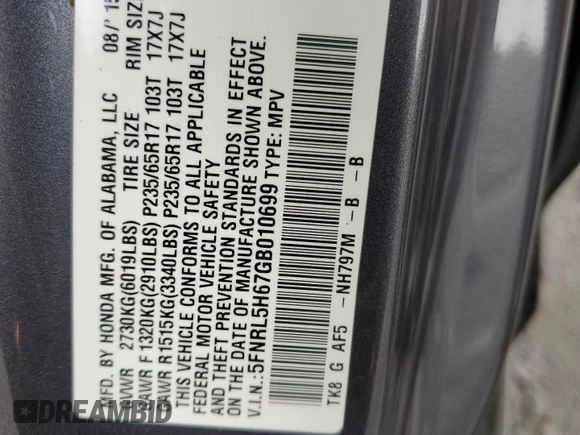 MFD. BY HONDA MFG. OF ALABAMA, LLC 08/ 15
GAWR 2730KG(6019LBS) TIRE SIZE RIM SIZE
GAWR F 1320KG(2910LBS) P235/65R17 103T 17X7J
GAWR R1515KG(3340LBS) P235/65R17 103T 17X7J
THIS VEHICLE CONFORMS TO ALL APPLICABLE
FEDERAL MOTOR VEHICLE SAFETY
AND THEFT PREVENTION STANDARDS IN EFFECT
ON THE DATE OF MANUFACTURE SHOWN ABOVE.
V.I.N.:5FNRL5H67GB010699 TYPE: MPV
TK8 G AF5 -NH797M -B -B
DREAMBID